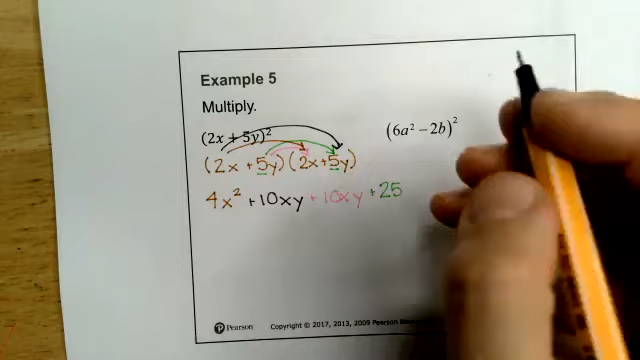 Example 5
Multiply.
(2x + 5y)²
(6a² − 2b)²
(2x + 5y)(2x + 5y)
4x² + 10xy + 10xy + 25
Pearson
Copyright © 2017, 2013, 2009 Pearson